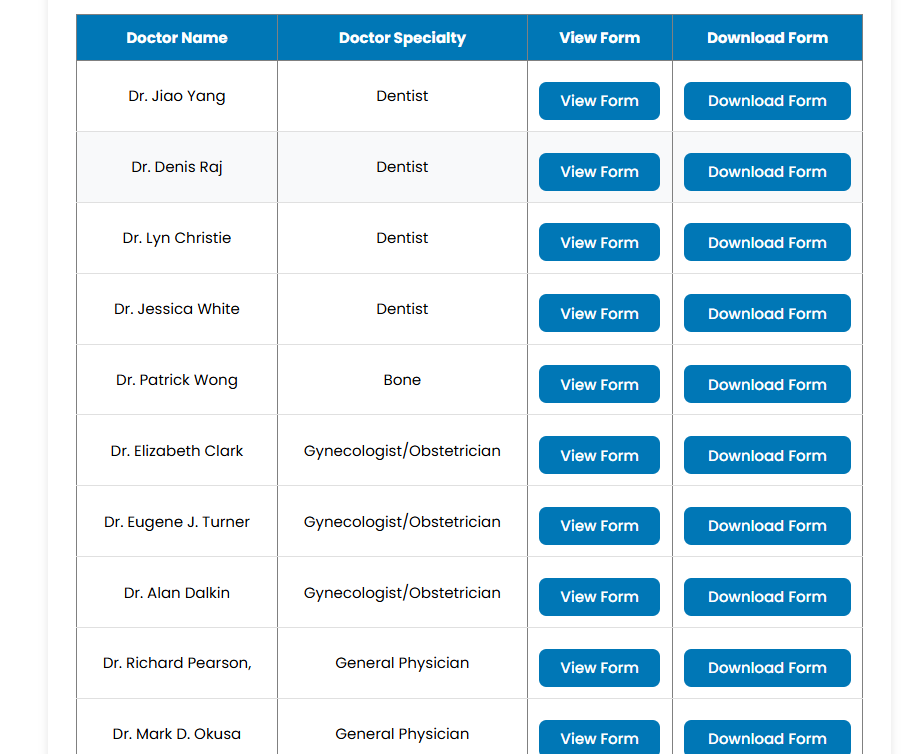 Doctor Name Doctor Specialty View Form Download Form
Dr. Jiao Yang Dentist View Form Download Form
Dr. Denis Raj Dentist View Form Download Form
Dr. Lyn Christie Dentist View Form Download Form
Dr. Jessica White Dentist View Form Download Form
Dr. Patrick Wong Bone View Form Download Form
Dr. Elizabeth Clark Gynecologist/Obstetrician View Form Download Form
Dr. Eugene J. Turner Gynecologist/Obstetrician View Form Download Form
Dr. Alan Dalkin Gynecologist/Obstetrician View Form Download Form
Dr. Richard Pearson, General Physician View Form Download Form
Dr. Mark D. Okusa General Physician View Form Download Form